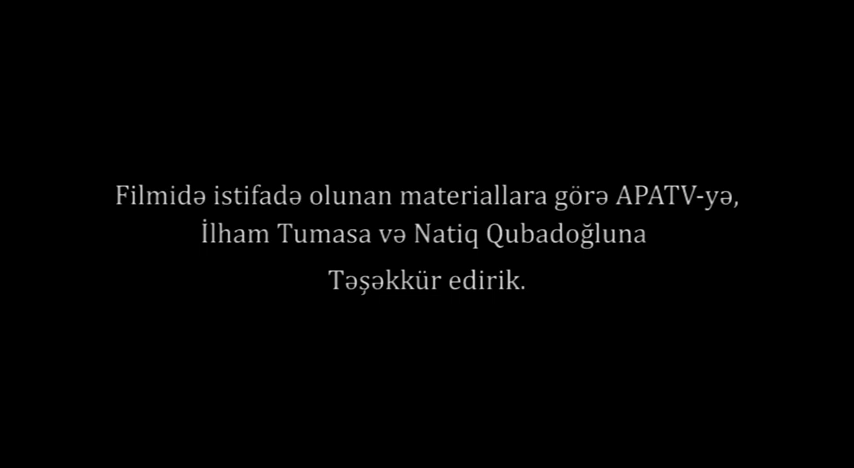 Filmidə istifadə olunan materiallara görə APATV-yə,
İlham Tumasa və Natiq Qubadoğluna
Təşəkkür edirik.